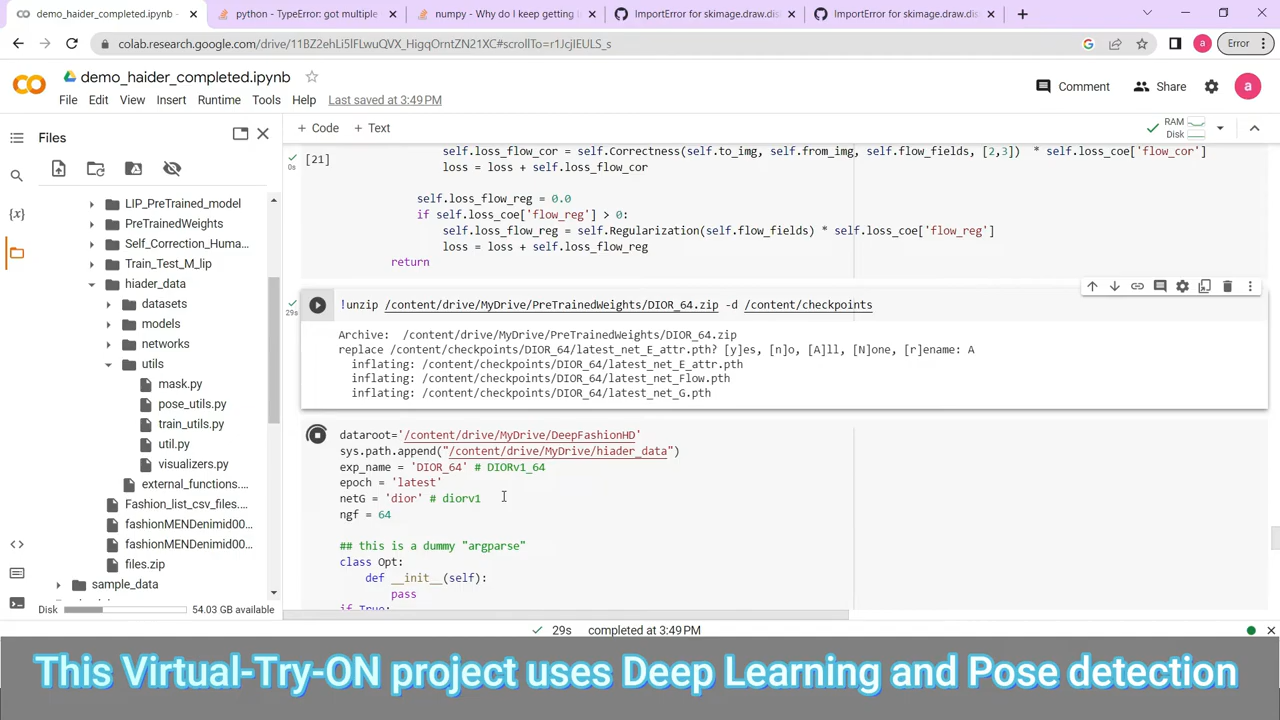 demo_haider_completed.ipynb -
python - TypeError: got multiple
numpy - Why do I keep getting t
ImportError for skimage.draw.dis
ImportError for skimage.draw.dis
colab.research.google.com/drive/11BZ2ehLi5lFLwuQVX_HigqOrntZN21XC#scrollTo=r1JcjlEULS_s
a
Error
demo_haider_completed.ipynb
File Edit View Insert Runtime Tools Help Last saved at 3:49PM
Comment
Share
a
Files
+ Code + Text
RAM
Disk
LIP_PreTrained_model
PreTrainedWeights
Self_Correction_Huma...
Train_Test_M_lip
hiader_data
datasets
models
networks
utils
mask.py
pose_utils.py
train_utils.py
util.py
visualizers.py
external_functions....
Fashion_list_csv_files....
fashionMENDenimid00...
fashionMENDenimid00...
files.zip
sample_data
Disk
54.03 GB available
[21]
0s
self.loss_flow_cor = self.Correctness(self.to_img, self.from_img, self.flow_fields, [2,3]) * self.loss_coe['flow_cor']
loss = loss + self.loss_flow_cor
self.loss_flow_reg = 0.0
if self.loss_coe['flow_reg'] > 0:
self.loss_flow_reg = self.Regularization(self.flow_fields) * self.loss_coe['flow_reg']
loss = loss + self.loss_flow_reg
return
29s
!unzip /content/drive/MyDrive/PreTrainedWeights/DIOR_64.zip -d /content/checkpoints
Archive: /content/drive/MyDrive/PreTrainedWeights/DIOR_64.zip
replace /content/checkpoints/DIOR_64/latest_net_E_attr.pth? [y]es, [n]o, [A]ll, [N]one, [r]ename: A
inflating: /content/checkpoints/DIOR_64/latest_net_E_attr.pth
inflating: /content/checkpoints/DIOR_64/latest_net_Flow.pth
inflating: /content/checkpoints/DIOR_64/latest_net_G.pth
dataroot='/content/drive/MyDrive/DeepFashionHD'
sys.path.append("/content/drive/MyDrive/hiader_data")
exp_name = 'DIOR_64' # DIORv1_64
epoch = 'latest'
netG = 'dior' # diorv1
ngf = 64
## this is a dummy "argparse"
class Opt:
def __init__(self):
pass
if True:
29s completed at 3:49PM
This Virtual-Try-ON project uses Deep Learning and Pose detection